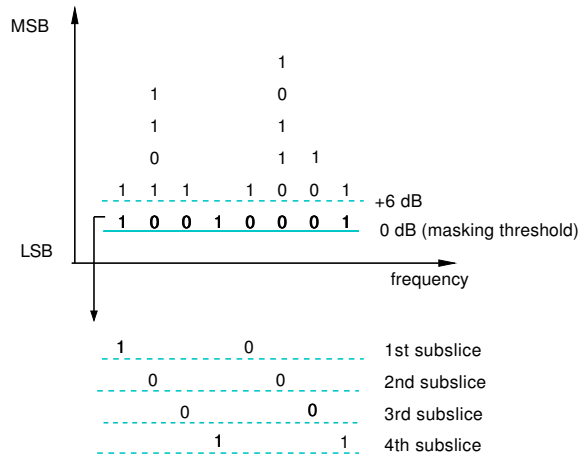 MSB
1
1 0
1 1
0 1 1
1 1 1 1 0 0 1
+6 dB
1 0 0 1 0 0 0 1
0 dB (masking threshold)
LSB
frequency
1 0 1st subslice
0 0 2nd subslice
0 0 3rd subslice
1 1 4th subslice